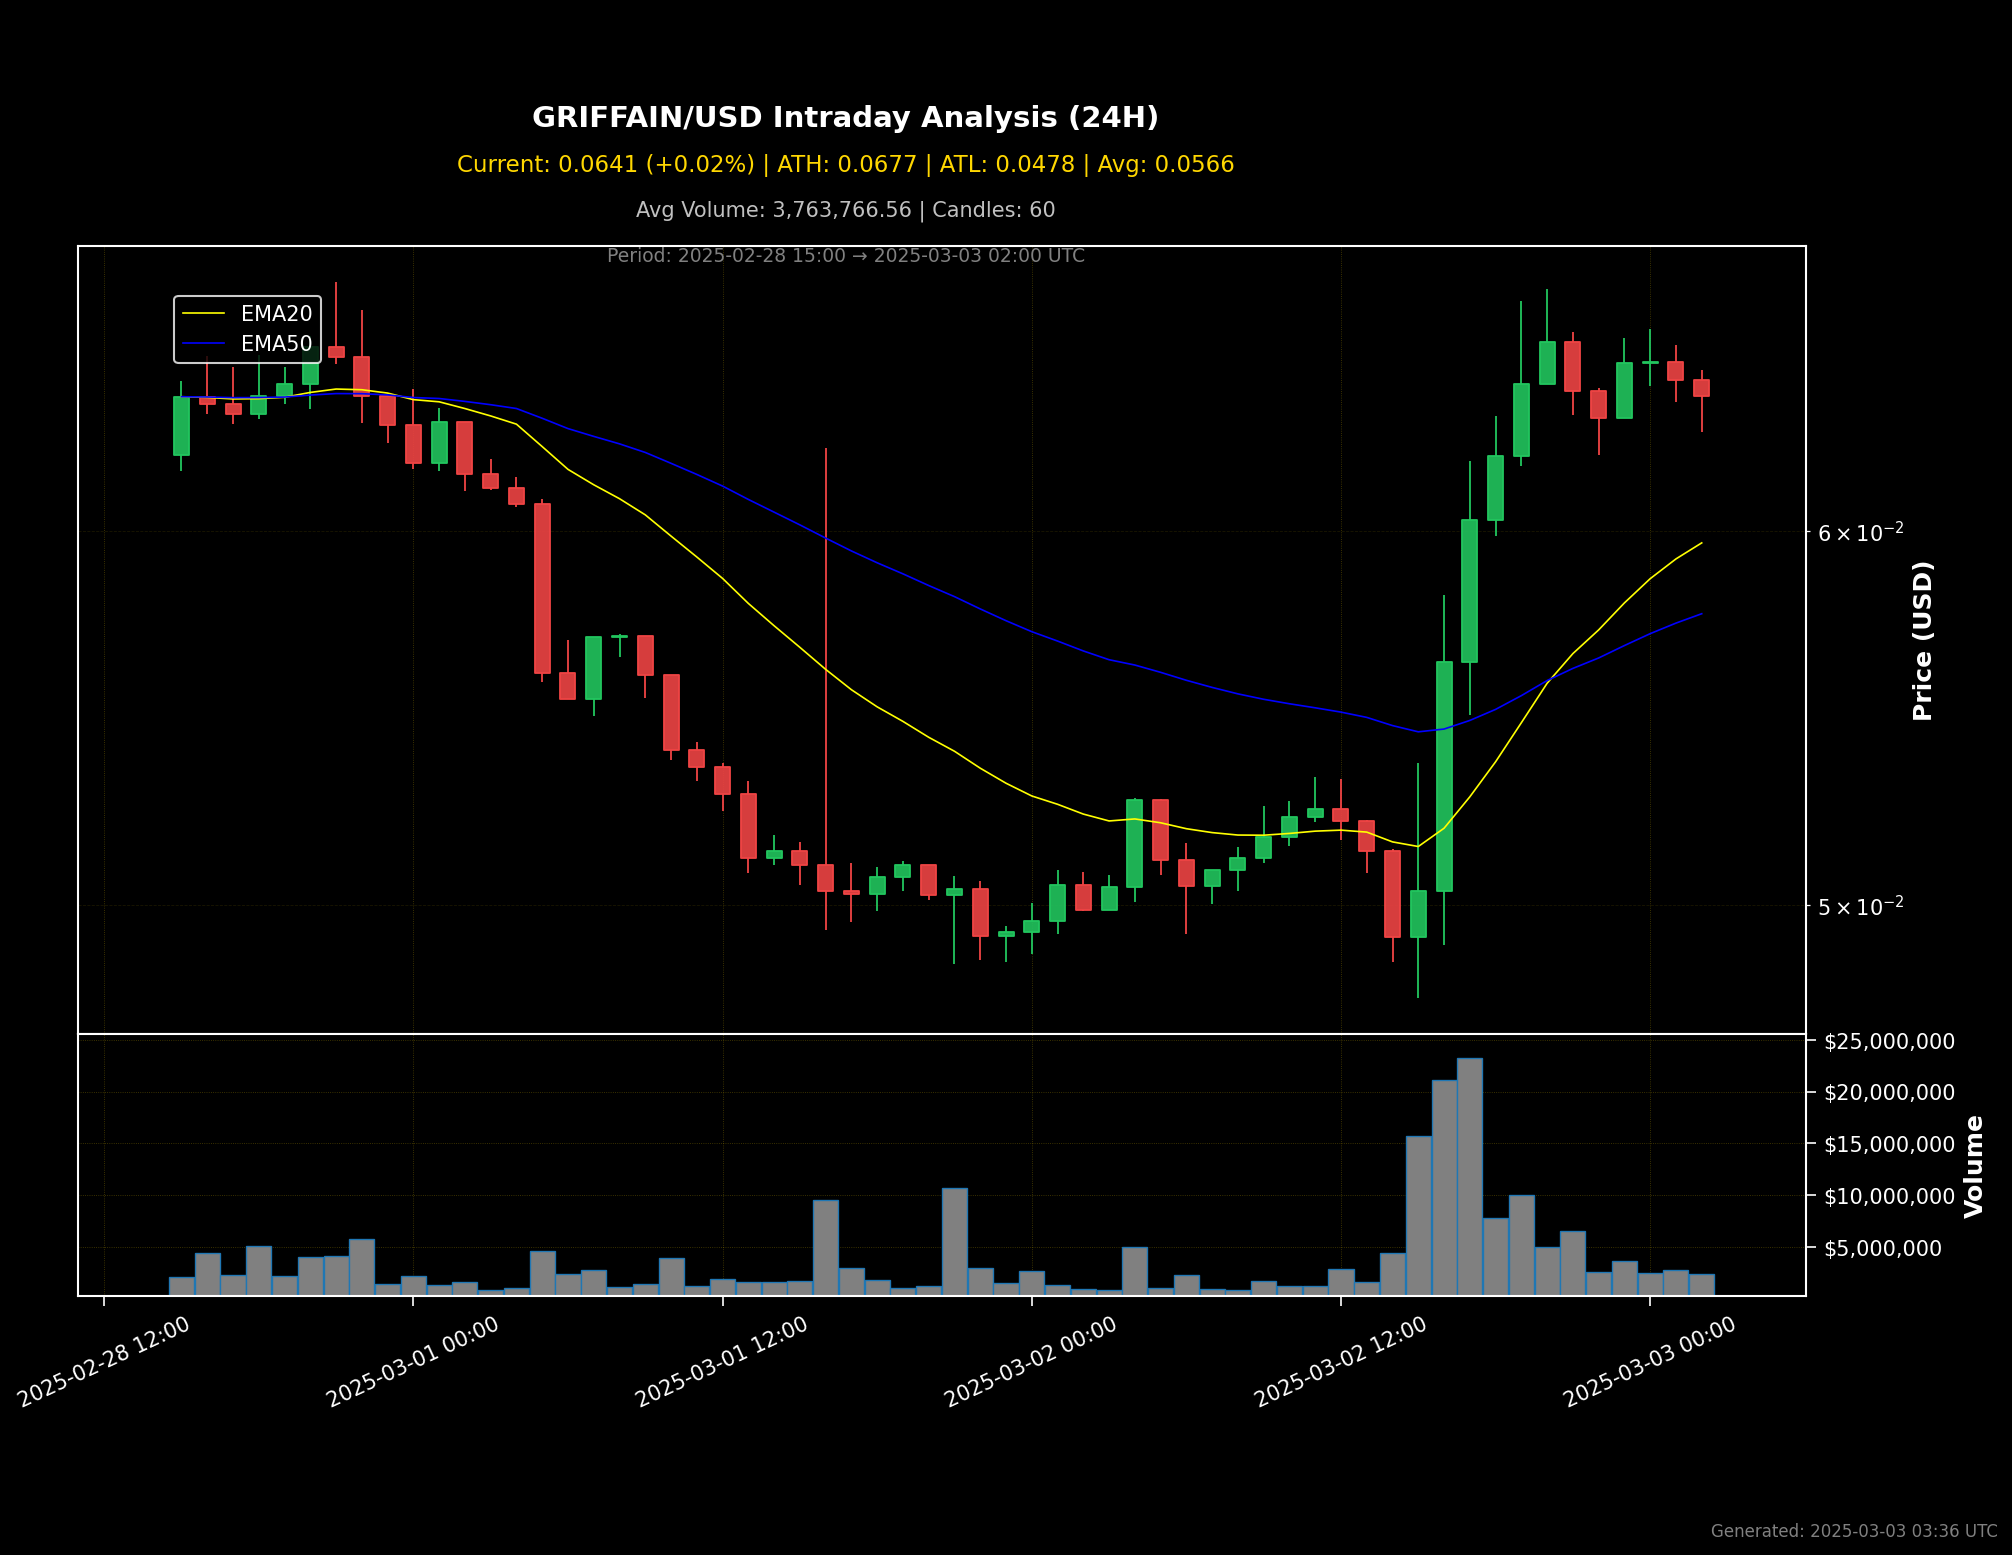 GRIFFAIN/USD Intraday Analysis (24H)
Current: 0.0641 (+0.02%) | ATH: 0.0677 | ATL: 0.0478 | Avg: 0.0566
Avg Volume: 3,763,766.56 | Candles: 60
Period: 2025-02-28 15:00 → 2025-03-03 02:00 UTC
EMA20
EMA50
6 × 10⁻²
5 × 10⁻²
Price (USD)
$25,000,000
$20,000,000
$15,000,000
$10,000,000
$5,000,000
Volume
2025-02-28 12:00
2025-03-01 00:00
2025-03-01 12:00
2025-03-02 00:00
2025-03-02 12:00
2025-03-03 00:00
Generated: 2025-03-03 03:36 UTC